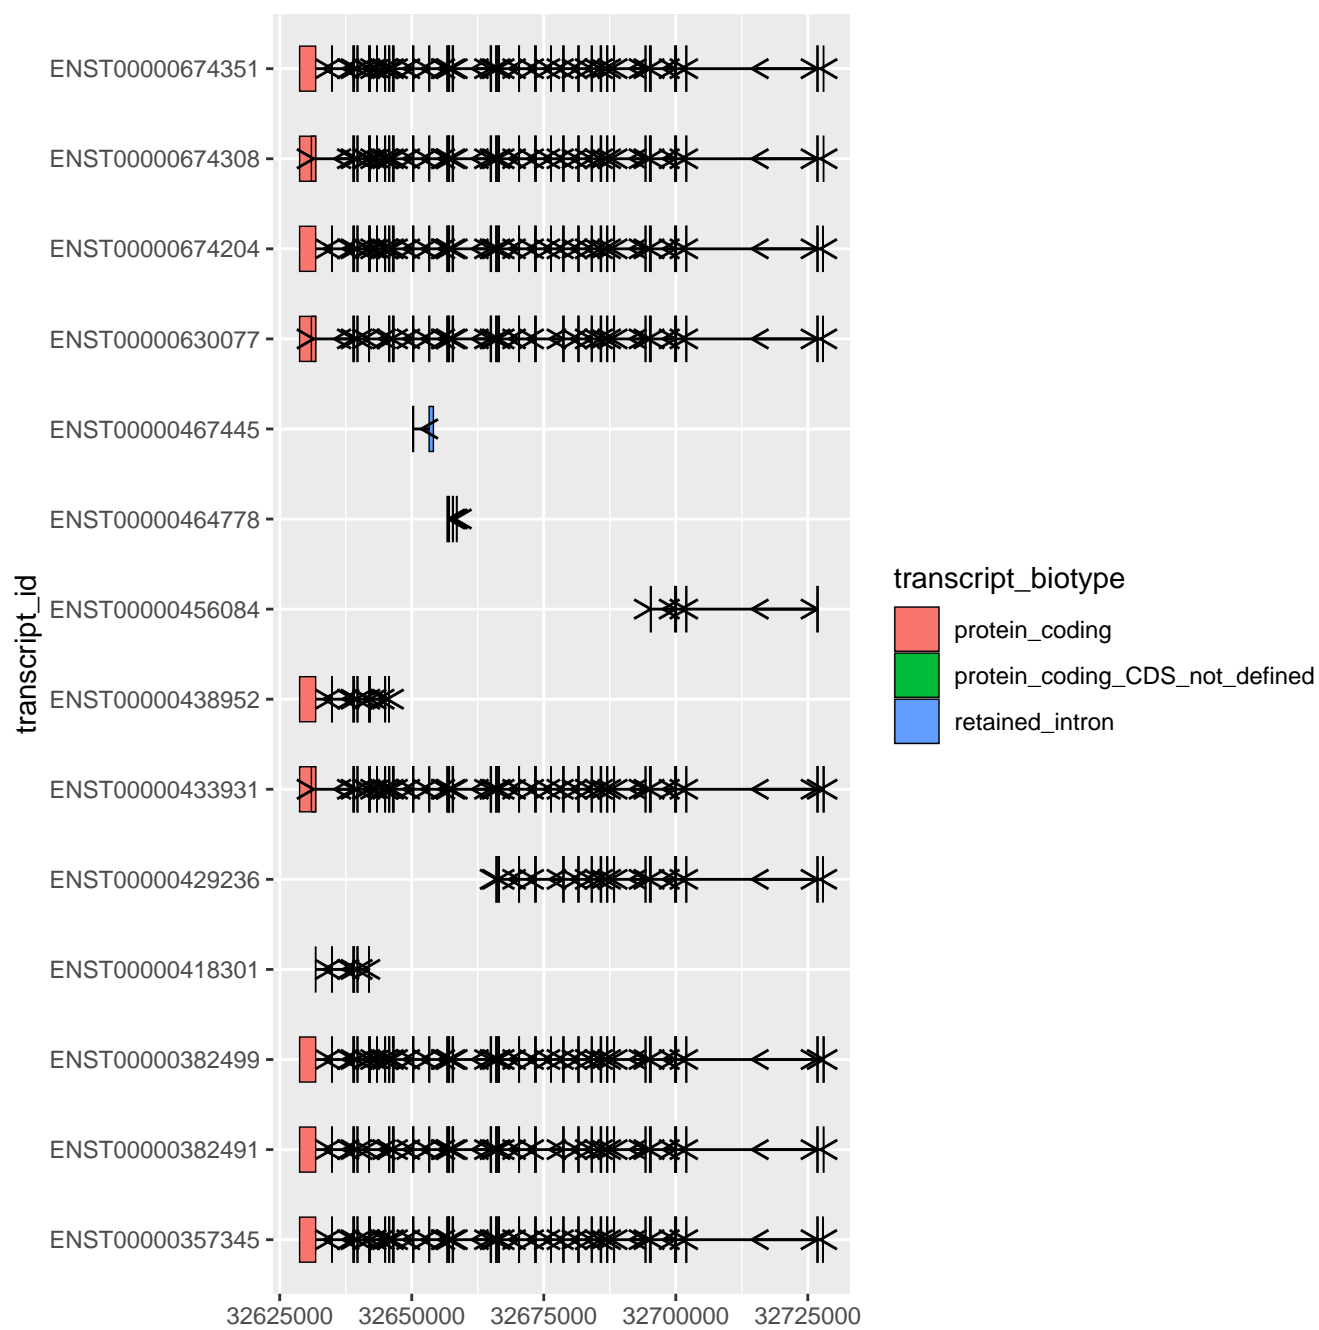 ENST00000674351
ENST00000674308
ENST00000674204
ENST00000630077
ENST00000467445
ENST00000464778
ENST00000456084
ENST00000438952
ENST00000433931
ENST00000429236
ENST00000418301
ENST00000382499
ENST00000382491
ENST00000357345
transcript_id
32625000 32650000 32675000 32700000 32725000
transcript_biotype
protein_coding
protein_coding_CDS_not_defined
retained_intron